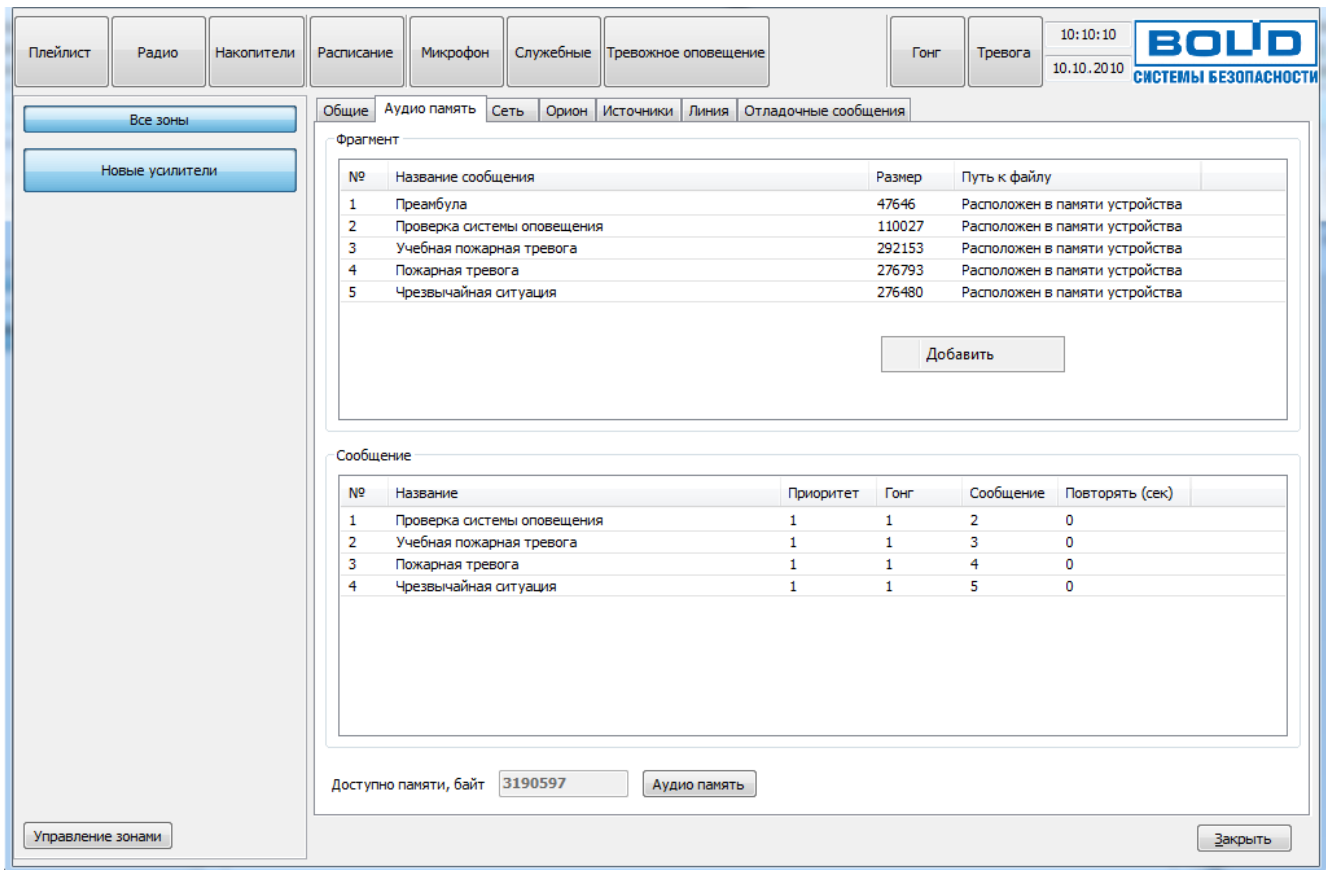 Плейлист Радио Накопители Расписание Микрофон Служебные Тревожное оповещение Гонг Тревога 10:10:10
10.10.2010
BOLID
СИСТЕМЫ БЕЗОПАСНОСТИ
Все зоны
Новые усилители
Общие Аудио память Сеть Орион Источники Линия Отладочные сообщения
Фрагмент
№ Название сообщения Размер Путь к файлу
1 Преамбула 47646 Расположен в памяти устройства
2 Проверка системы оповещения 110027 Расположен в памяти устройства
3 Учебная пожарная тревога 292153 Расположен в памяти устройства
4 Пожарная тревога 276793 Расположен в памяти устройства
5 Чрезвычайная ситуация 276480 Расположен в памяти устройства
Добавить
Сообщение
№ Название Приоритет Гонг Сообщение Повторять (сек)
1 Проверка системы оповещения 1 1 2 0
2 Учебная пожарная тревога 1 1 3 0
3 Пожарная тревога 1 1 4 0
4 Чрезвычайная ситуация 1 1 5 0
Доступно памяти, байт 3190597 Аудио память
Управление зонами
Закрыть